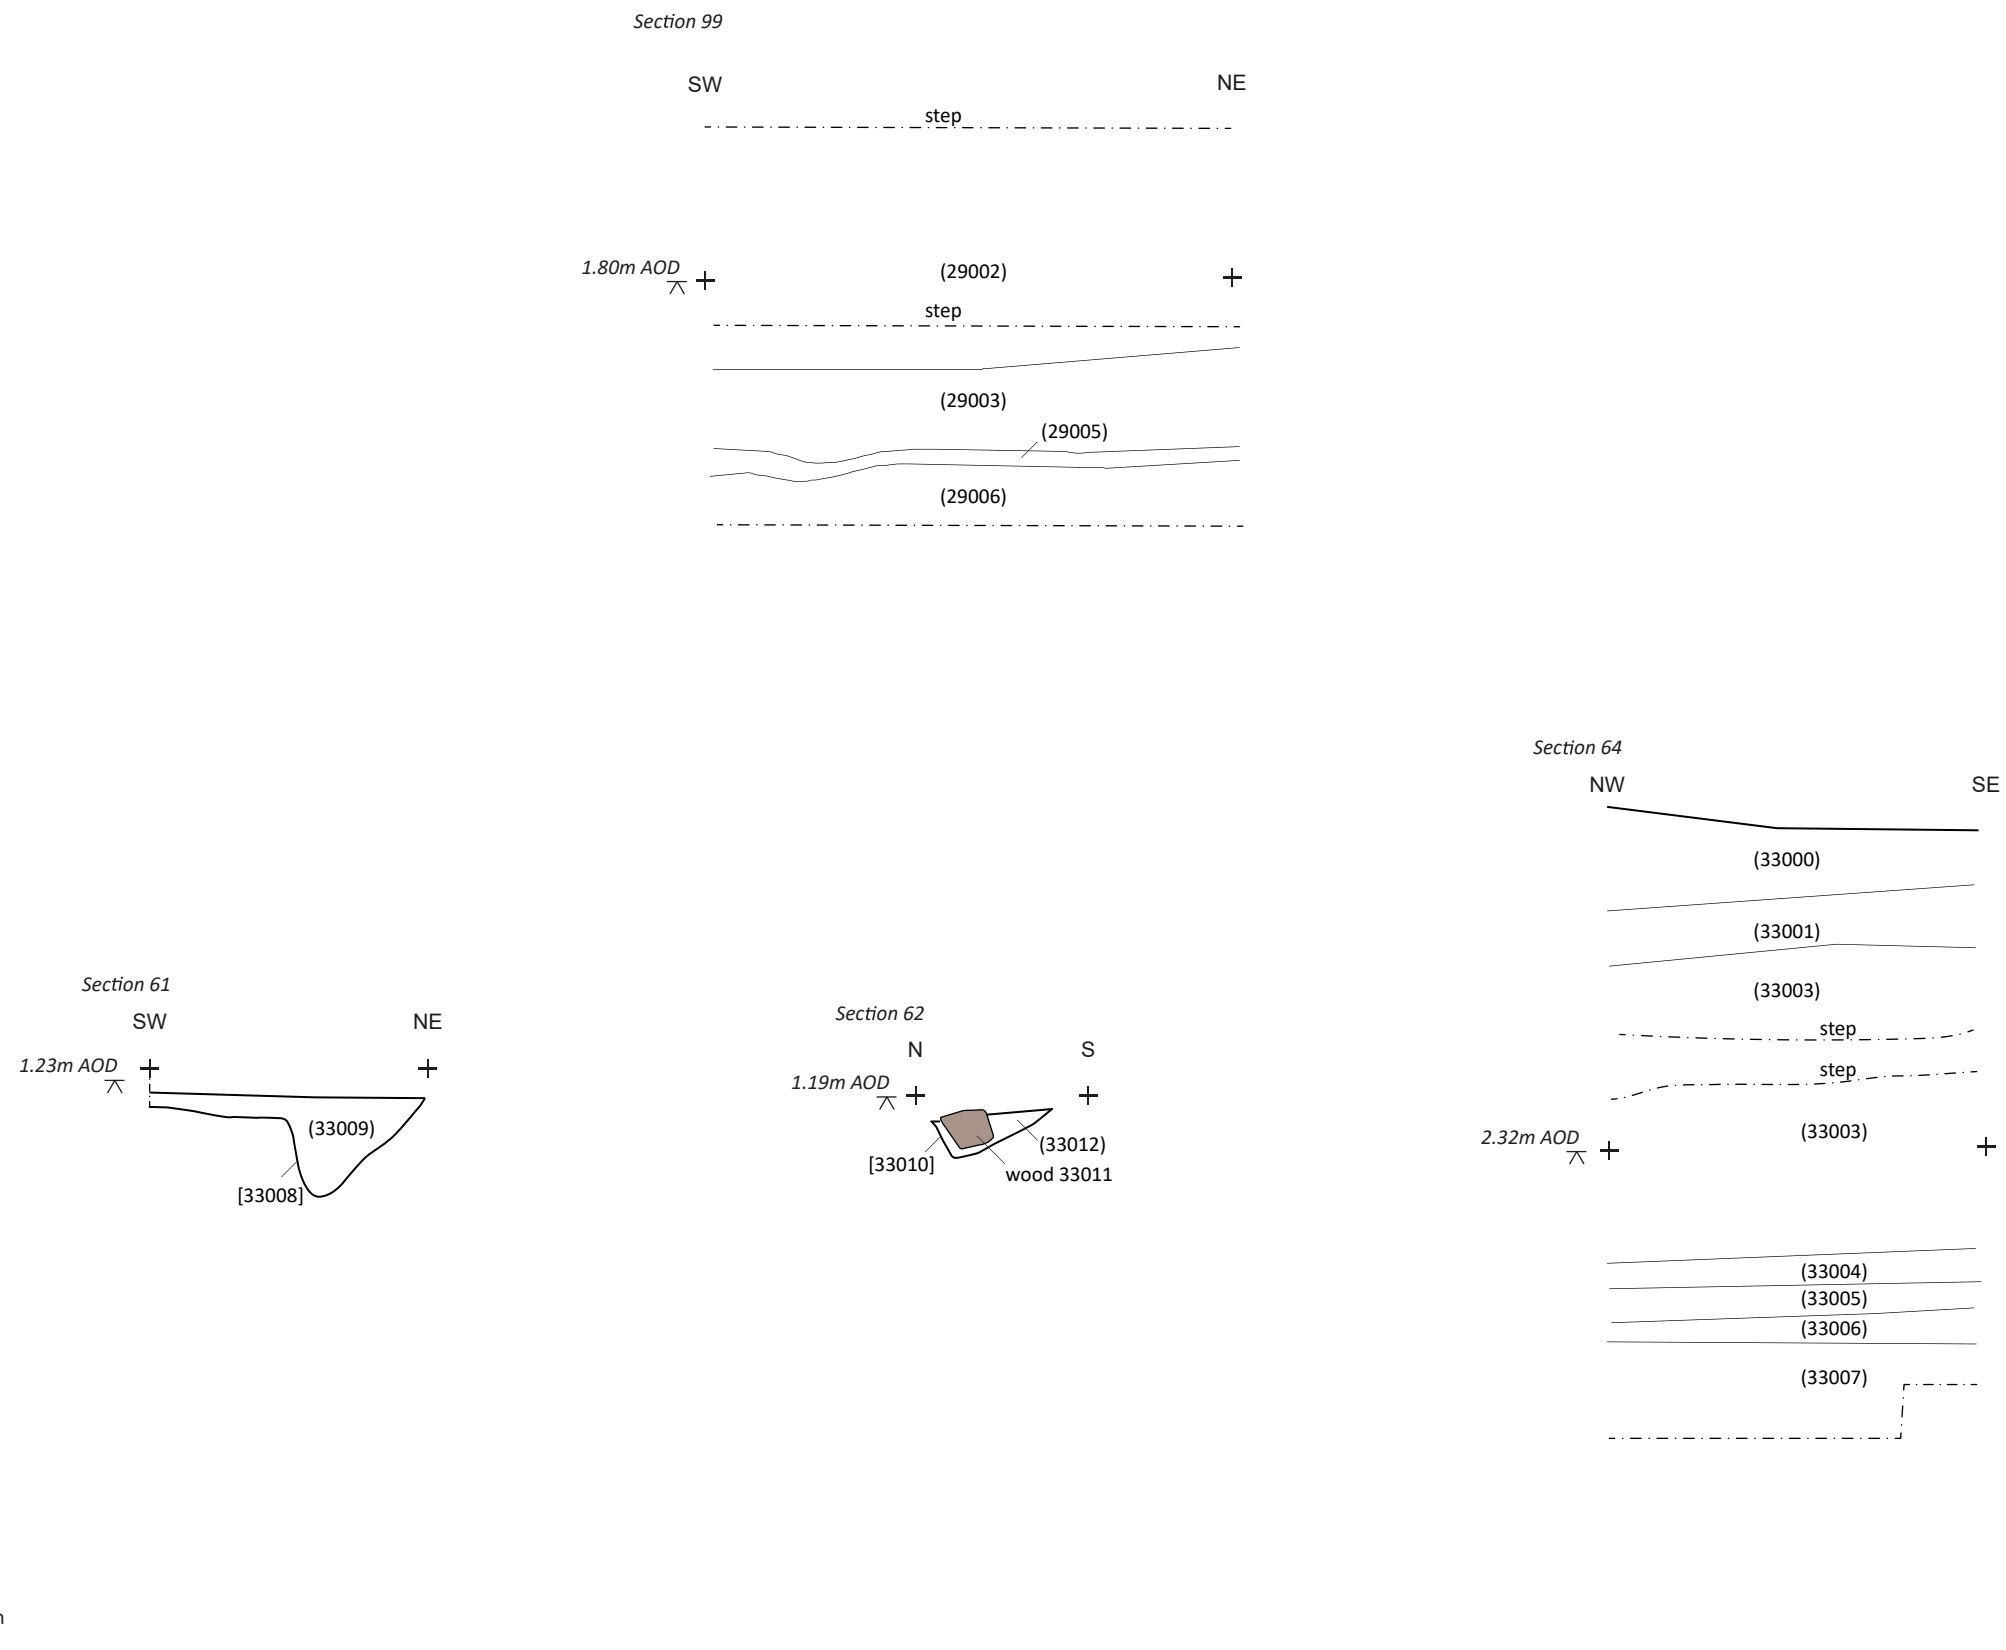 Section 99
SW NE
step
1.80m AOD (29002)
step
(29003)
(29005)
(29006)
Section 61
SW NE
1.23m AOD
(33009)
[33008]
Section 62
N S
1.19m AOD
(33012)
[33010]
wood 33011
Section 64
NW SE
(33000)
(33001)
(33003)
step
step
(33003)
2.32m AOD
(33004)
(33005)
(33006)
(33007)